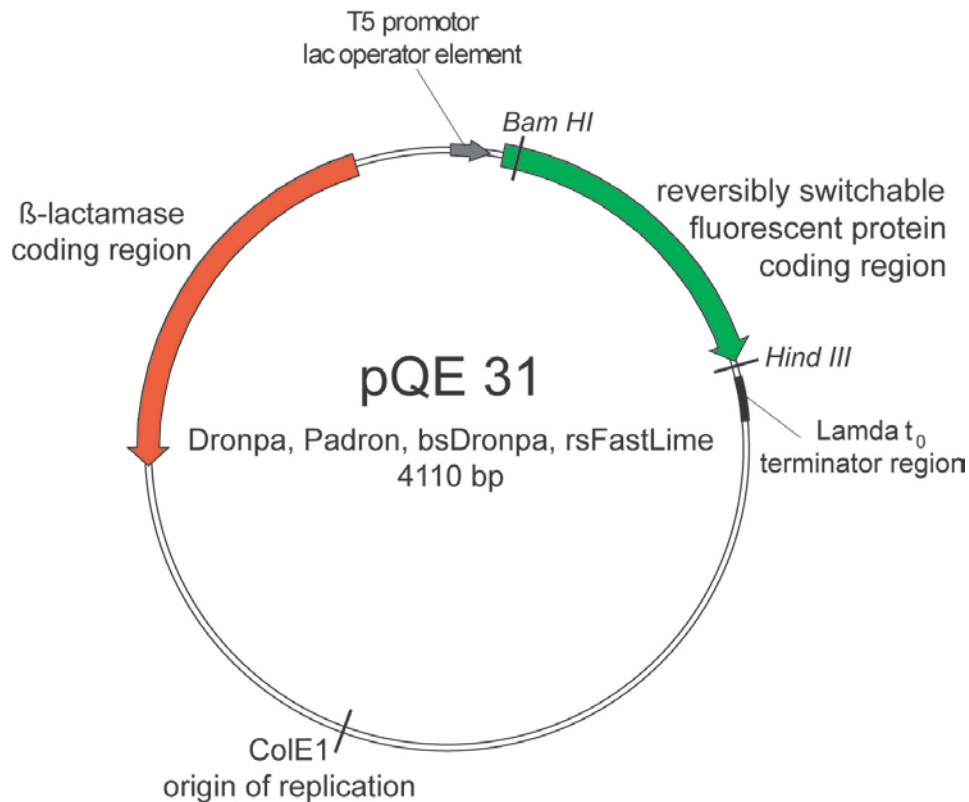 T5 promotor
lac operator element
Bam HI
ß-lactamase
coding region
reversibly switchable
fluorescent protein
coding region
pQE 31
Dronpa, Padron, bsDronpa, rsFastLime
4110 bp
Hind III
Lamda t₀
terminator region
ColE1
origin of replication